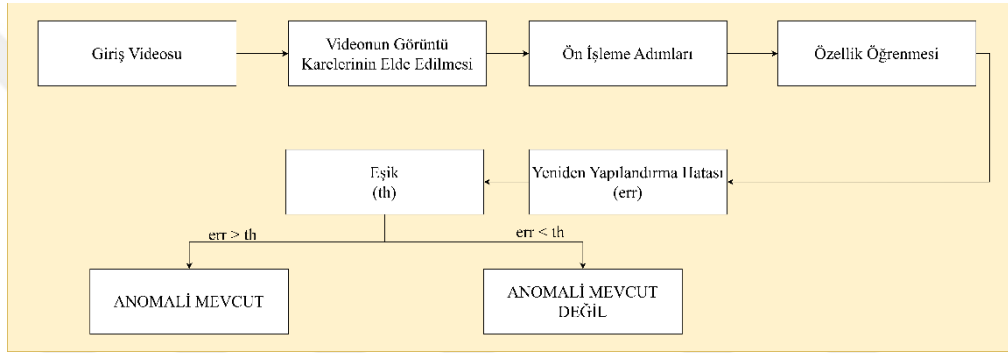 Giriş Videosu
Videonun Görüntü
Karelerinin Elde Edilmesi
Ön İşleme Adımları
Özellik Öğrenmesi
Yeniden Yapılandırma Hatası
(err)
Eşik
(th)
err > th
err < th
ANOMALİ MEVCUT
ANOMALİ MEVCUT
DEĞİL